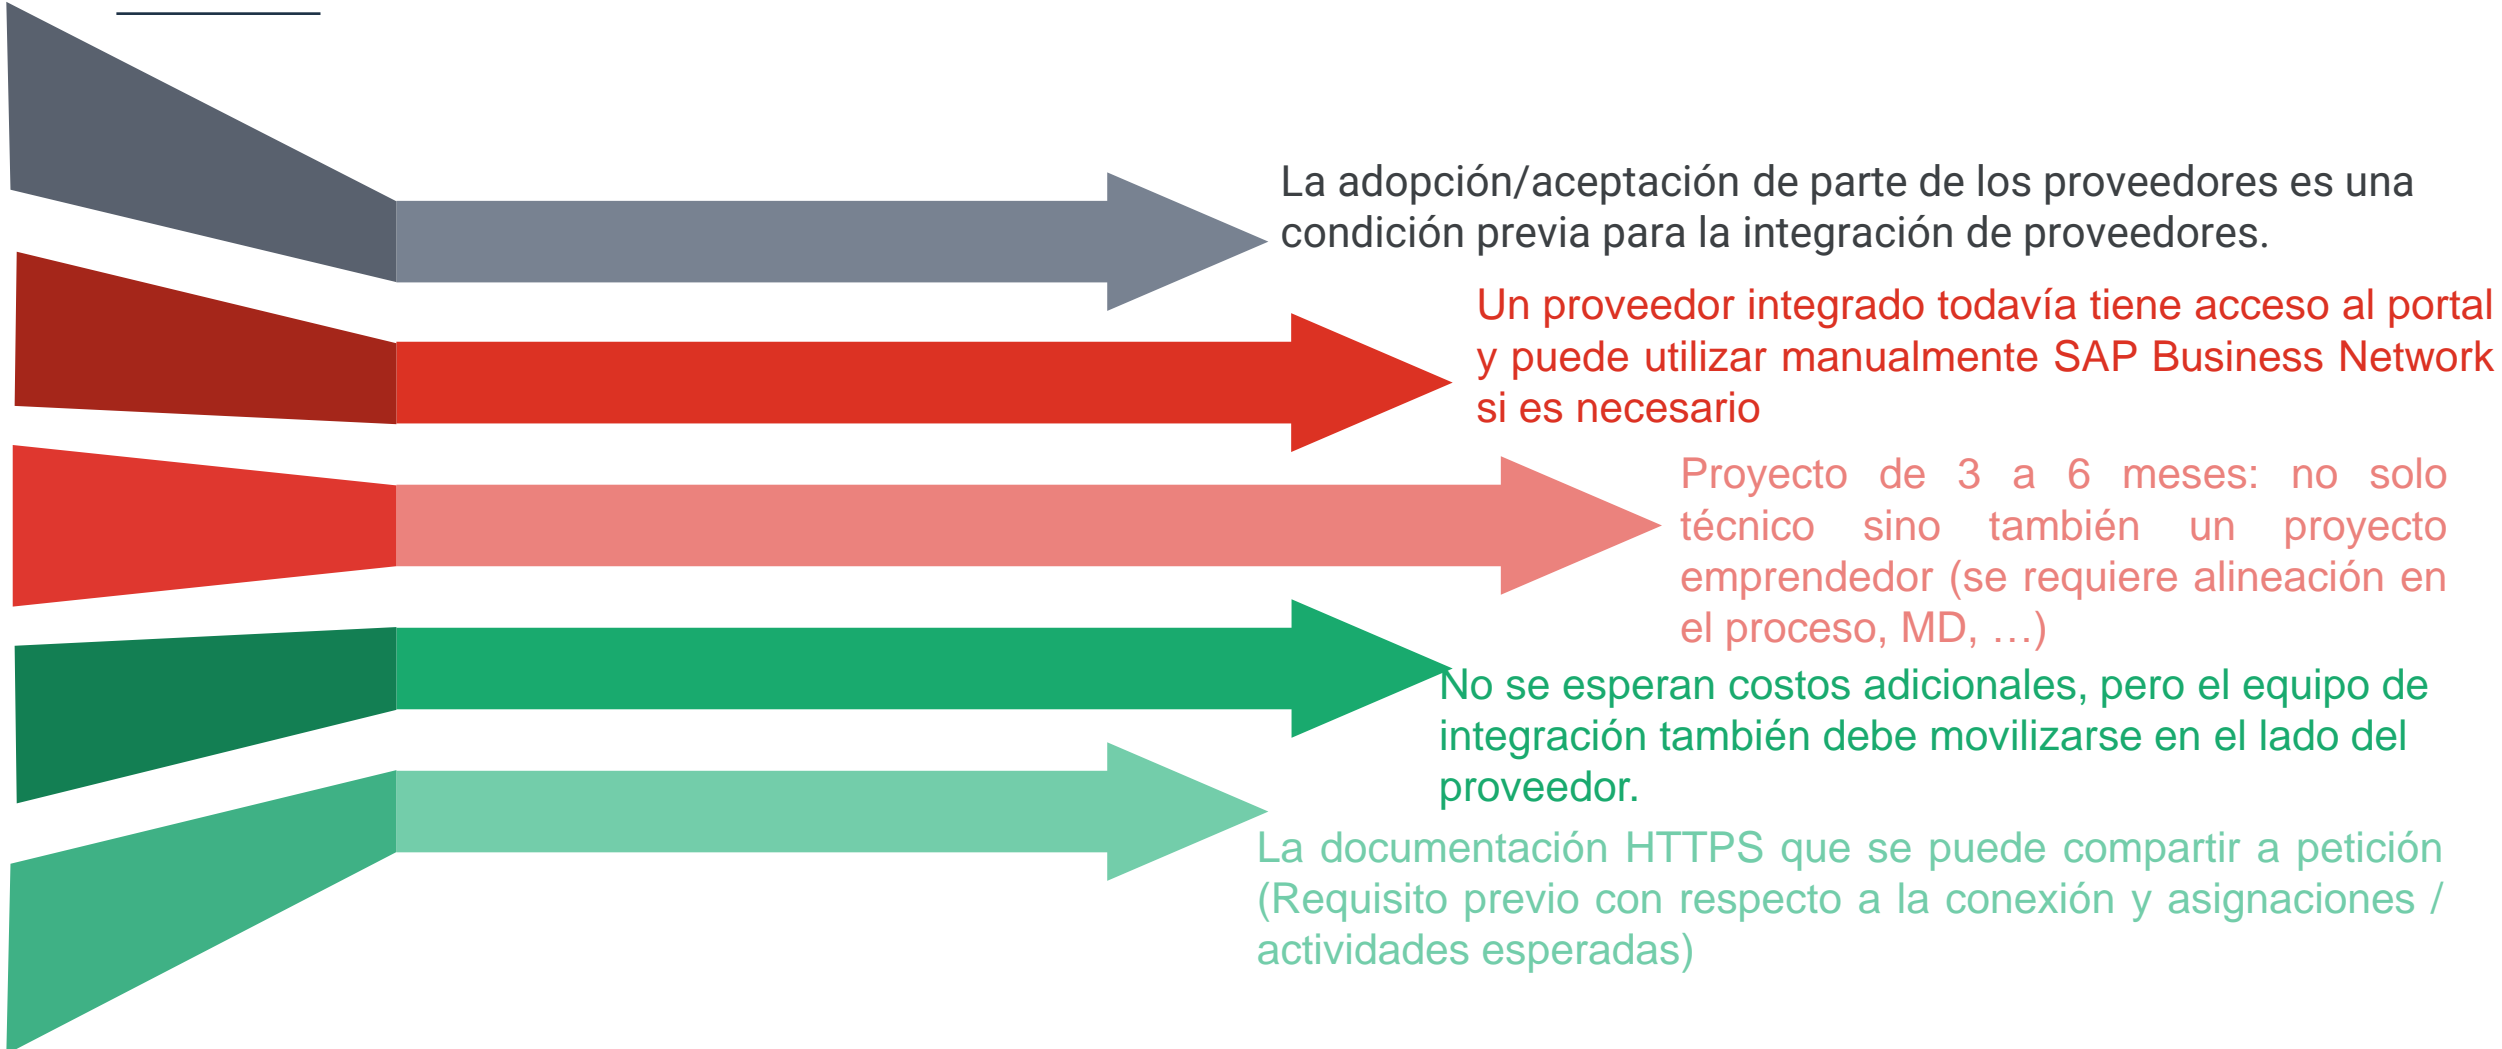 La adopción/aceptación de parte de los proveedores es una
condición previa para la integración de proveedores.
Un proveedor integrado todavía tiene acceso al portal
y puede utilizar manualmente SAP Business Network
si es necesario
Proyecto de 3 a 6 meses: no solo
técnico sino también un proyecto
emprendedor (se requiere alineación en
el proceso, MD, …)
No se esperan costos adicionales, pero el equipo de
integración también debe movilizarse en el lado del
proveedor.
La documentación HTTPS que se puede compartir a petición
(Requisito previo con respecto a la conexión y asignaciones /
actividades esperadas)